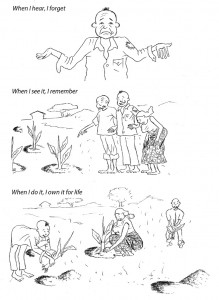 When I hear, I forget
When I see it, I remember
When I do it, I own it for life